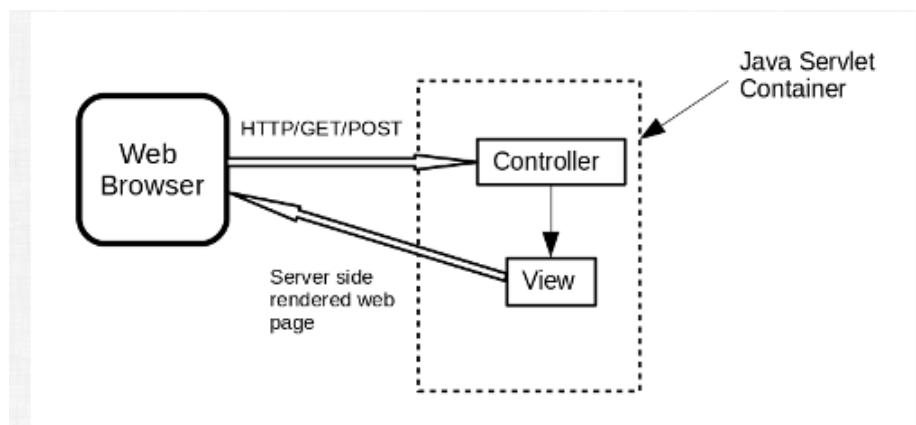 Java Servlet
Container
HTTP/GET/POST
Web
Browser
Controller
View
Server side
rendered web
page